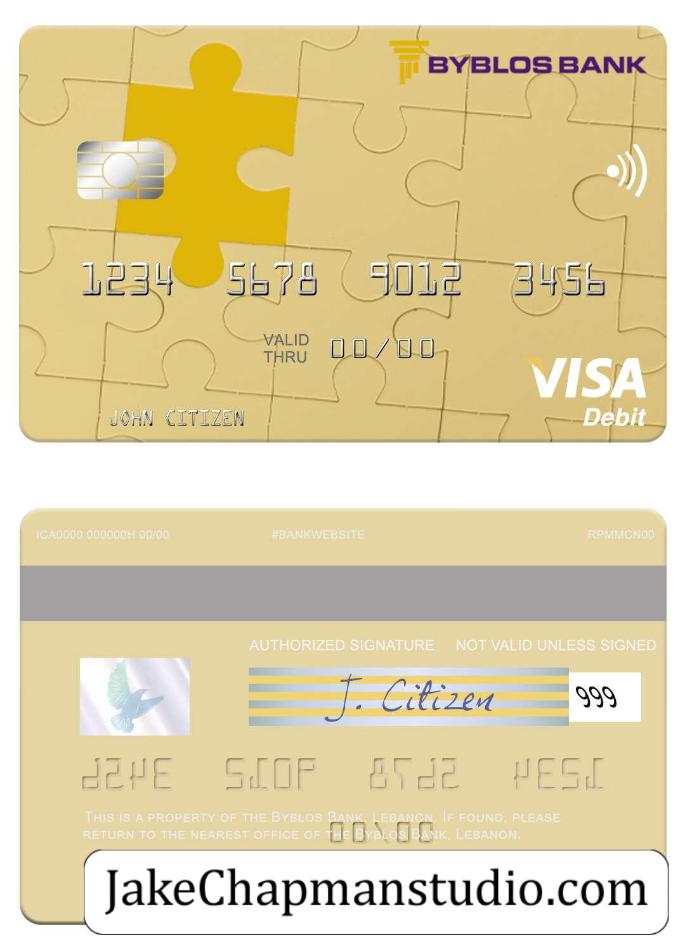 BYBLOS BANK
1234 5678 9012 3456
VALID
THRU 00/00
VISA
Debit
JOHN CITIZEN
ICA0000 000000H 00/00 #BANKWEBSITE RPMMCN00
AUTHORIZED SIGNATURE NOT VALID UNLESS SIGNED
J. Citizen 999
THIS IS A PROPERTY OF THE BYBLOS BANK, LEBANON. IF FOUND, PLEASE
RETURN TO THE NEAREST OFFICE OF THE BYBLOS BANK, LEBANON.
JakeChapmanstudio.com